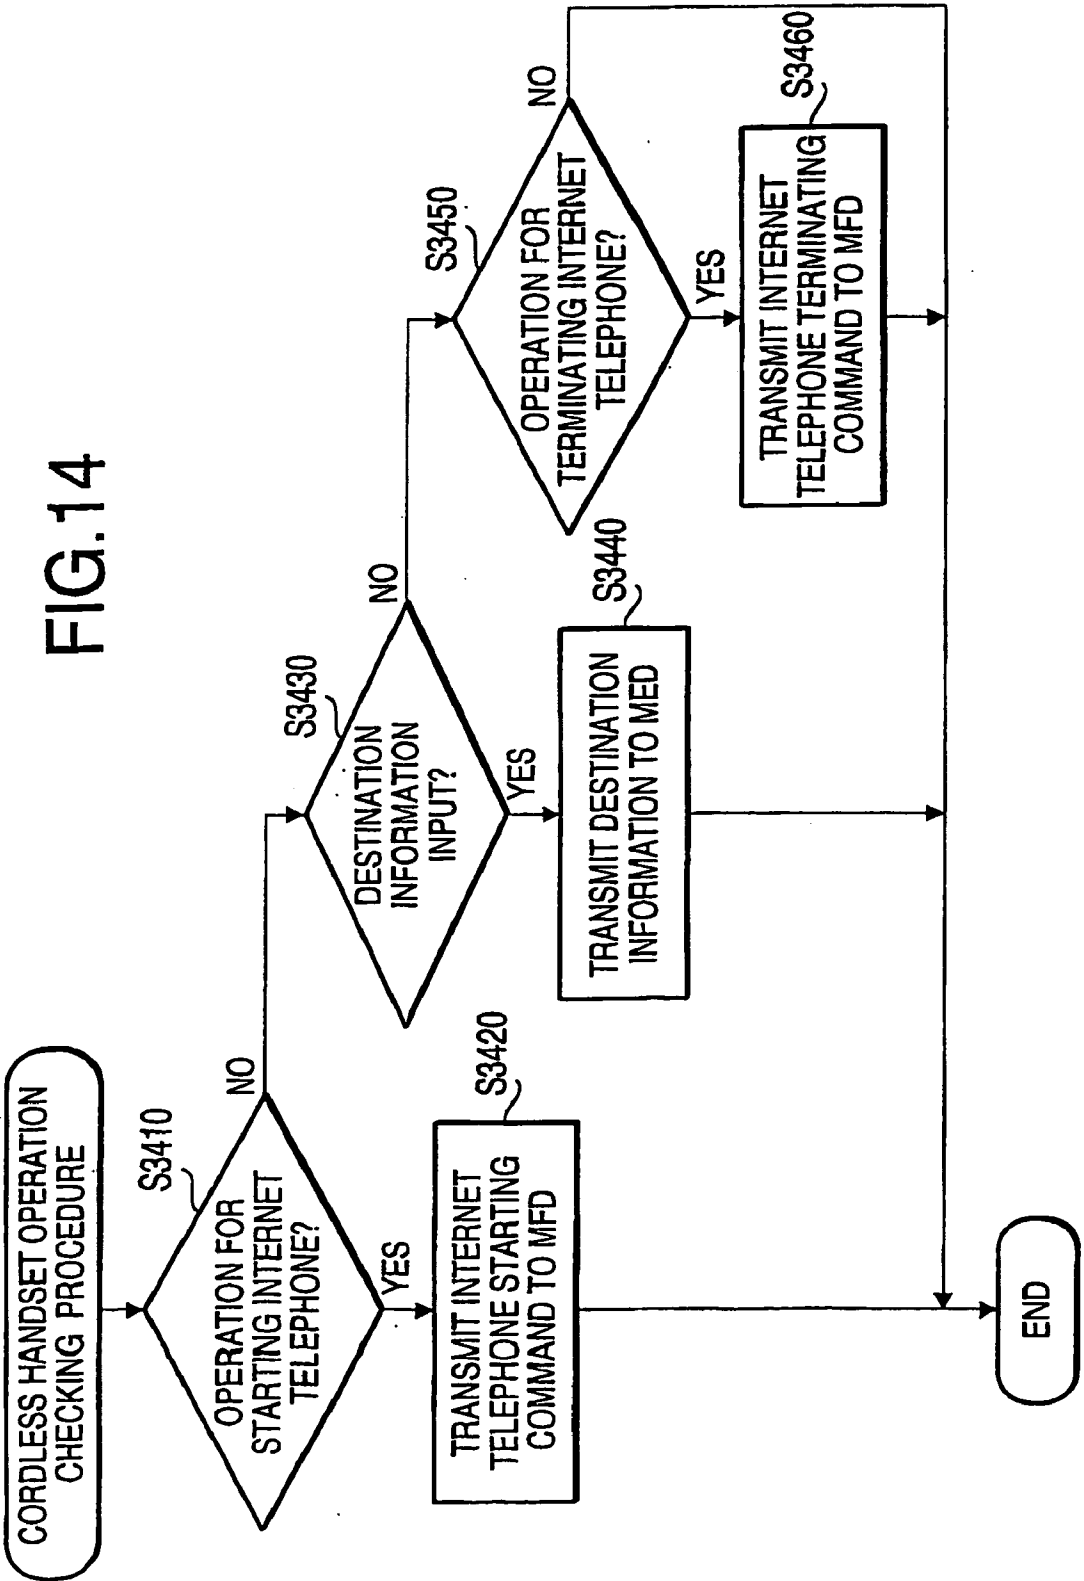 FIG.14
CORDLESS HANDSET OPERATION
CHECKING PROCEDURE
S3410
OPERATION FOR
STARTING INTERNET
TELEPHONE?
NO
YES
S3420
TRANSMIT INTERNET
TELEPHONE STARTING
COMMAND TO MFD
S3430
DESTINATION
INFORMATION
INPUT?
NO
YES
S3440
TRANSMIT DESTINATION
INFORMATION TO MED
S3450
OPERATION FOR
TERMINATING INTERNET
TELEPHONE?
NO
YES
S3460
TRANSMIT INTERNET
TELEPHONE TERMINATING
COMMAND TO MFD
END